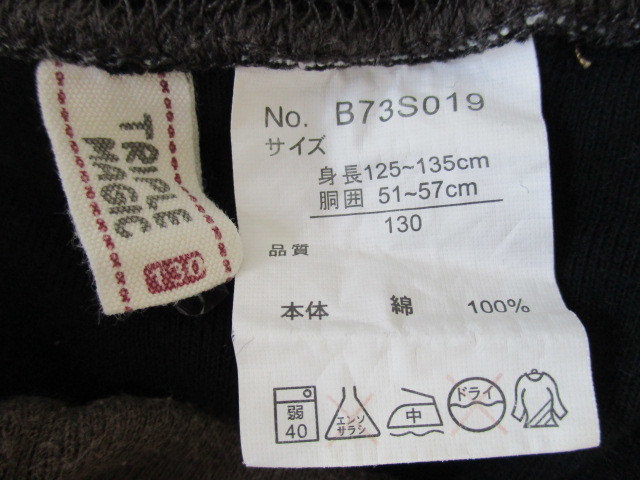 TRIPLE
MAGIC
130
No. B73S019
サイズ
身長125~135cm
胴囲 51~57cm
130
品質
本体 綿 100%
弱
40
エンソ
サラシ
中
ドライ